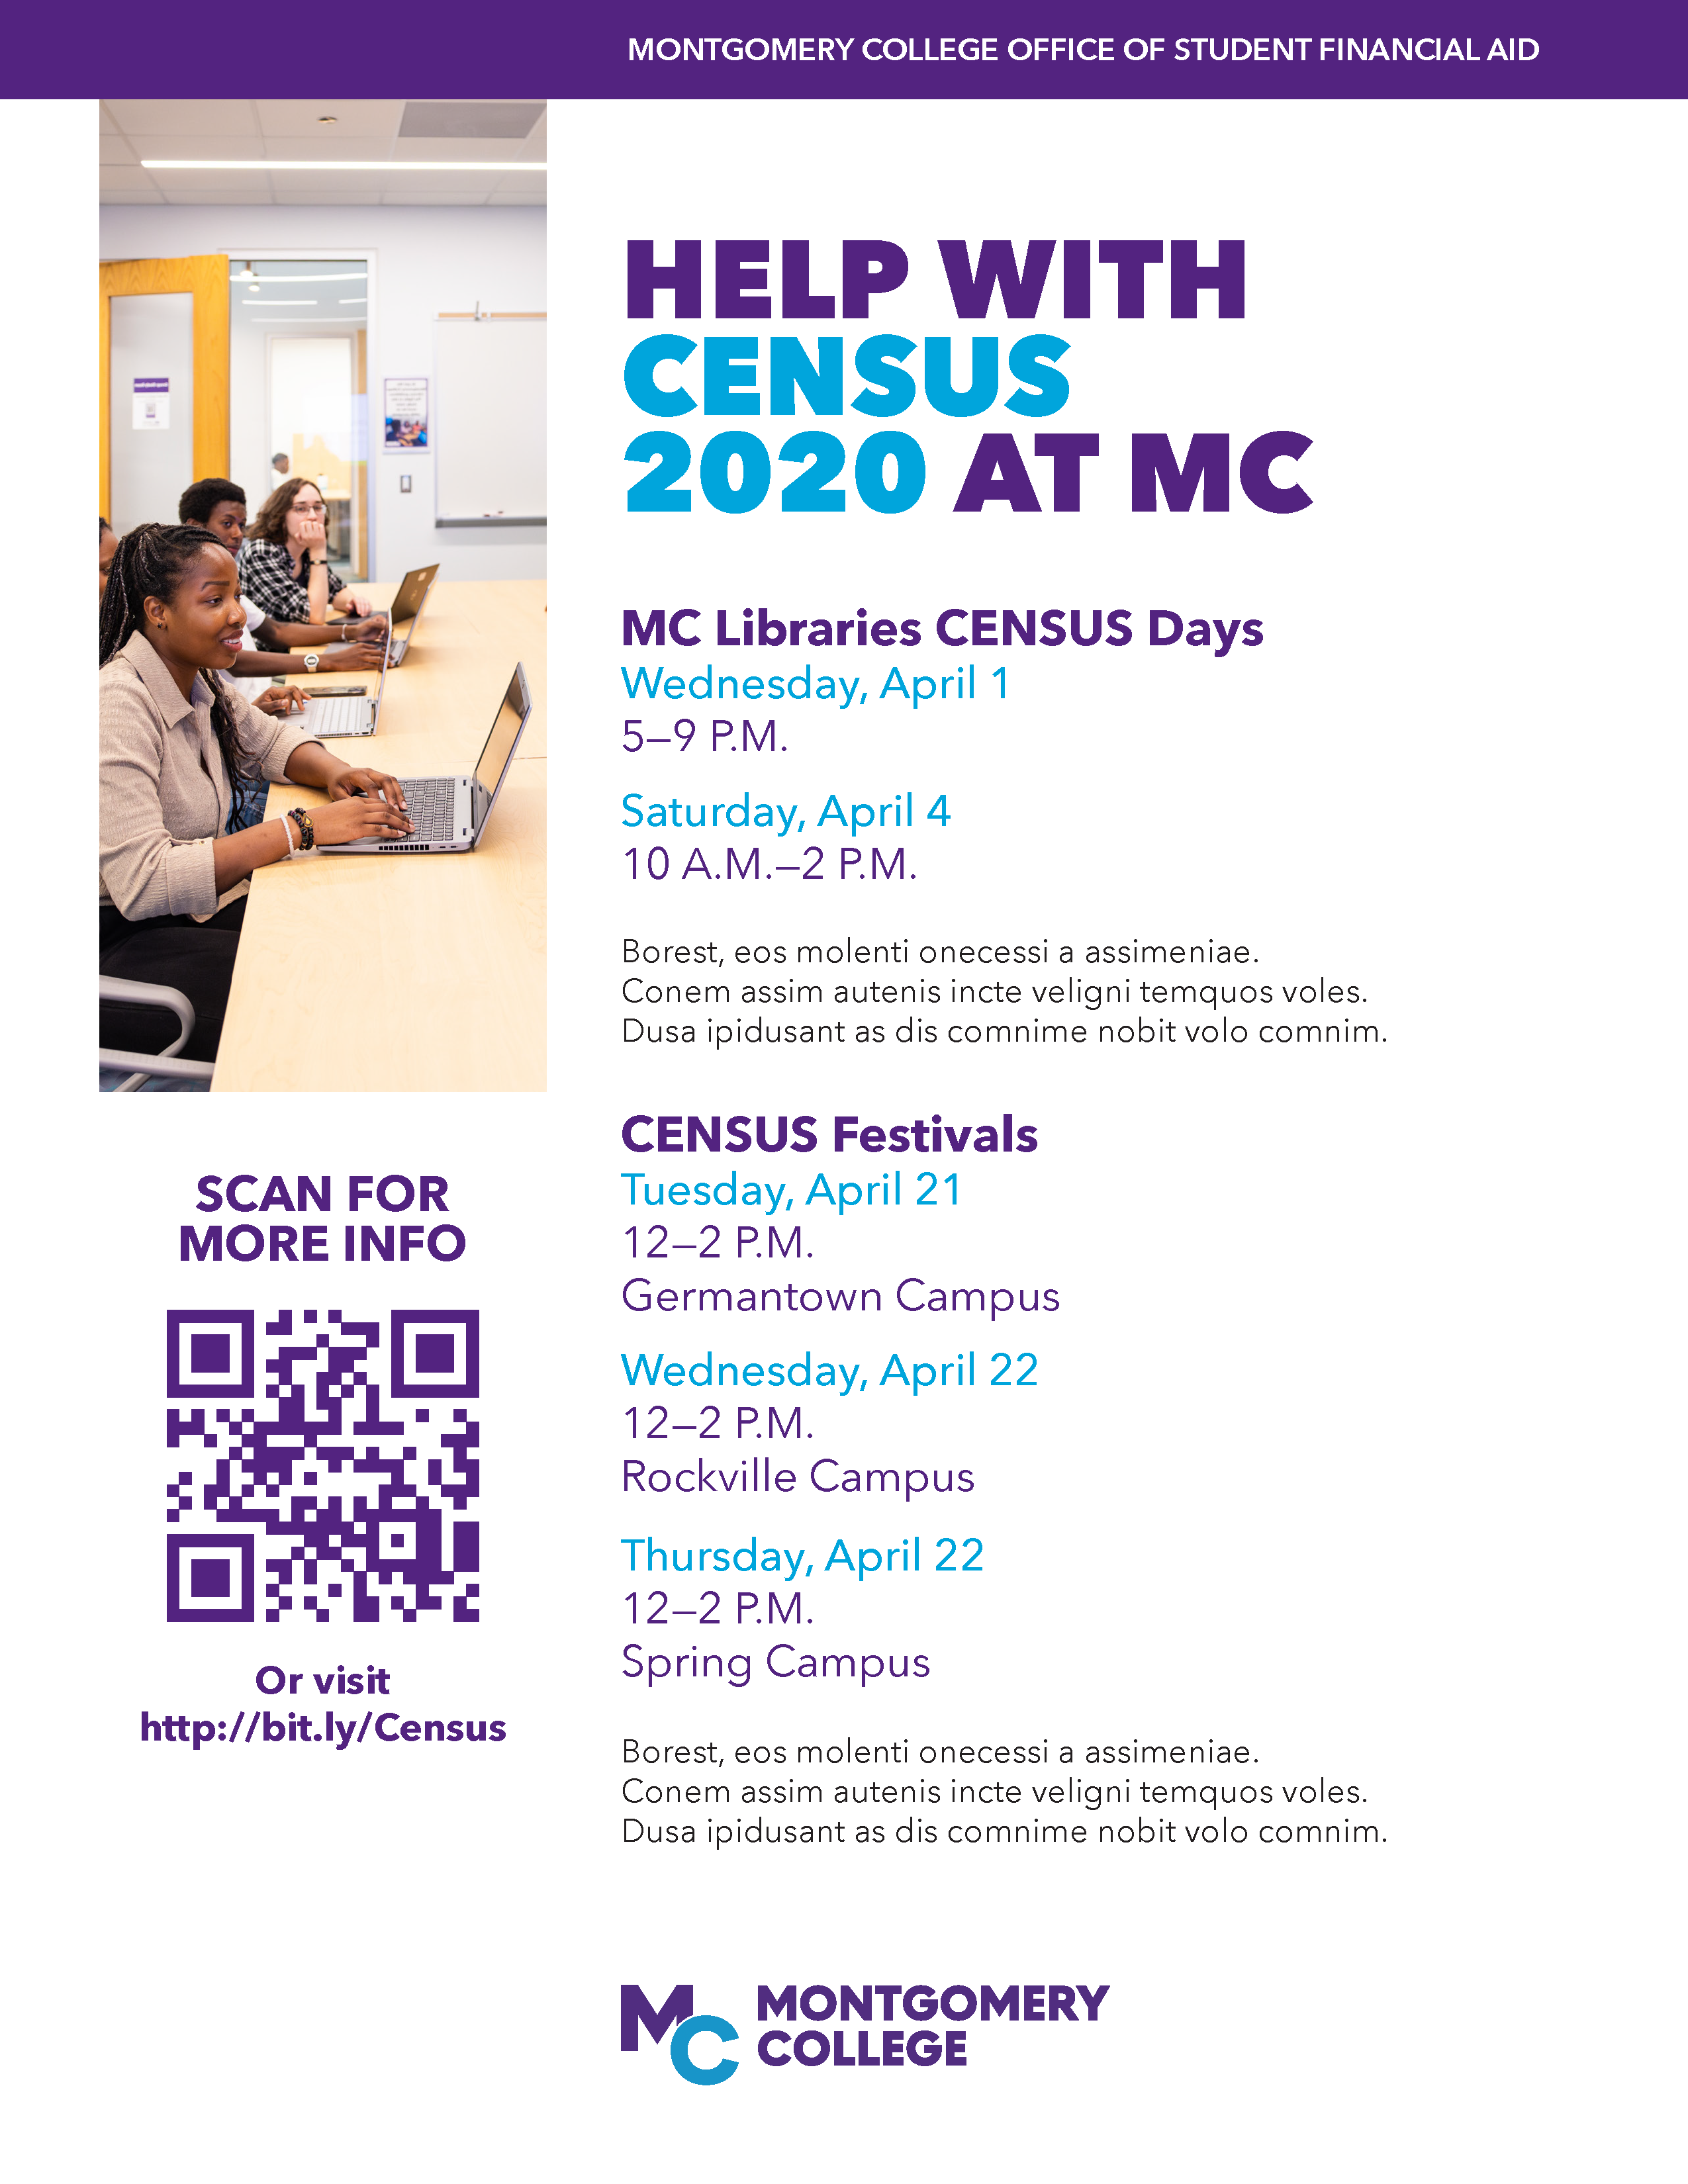 MONTGOMERY COLLEGE OFFICE OF STUDENT FINANCIAL AID
HELP WITH
CENSUS
2020 AT MC
MC Libraries CENSUS Days
Wednesday, April 1
5–9 P.M.
Saturday, April 4
10 A.M.–2 P.M.
Borest, eos molenti onecessi a assimeniae.
Conem assim autenis incte veligni temquos voles.
Dusa ipidusant as dis comnime nobit volo comnim.
CENSUS Festivals
Tuesday, April 21
12–2 P.M.
Germantown Campus
Wednesday, April 22
12–2 P.M.
Rockville Campus
Thursday, April 22
12–2 P.M.
Spring Campus
Borest, eos molenti onecessi a assimeniae.
Conem assim autenis incte veligni temquos voles.
Dusa ipidusant as dis comnime nobit volo comnim.
SCAN FOR
MORE INFO
Or visit
http://bit.ly/Census
MC MONTGOMERY
COLLEGE